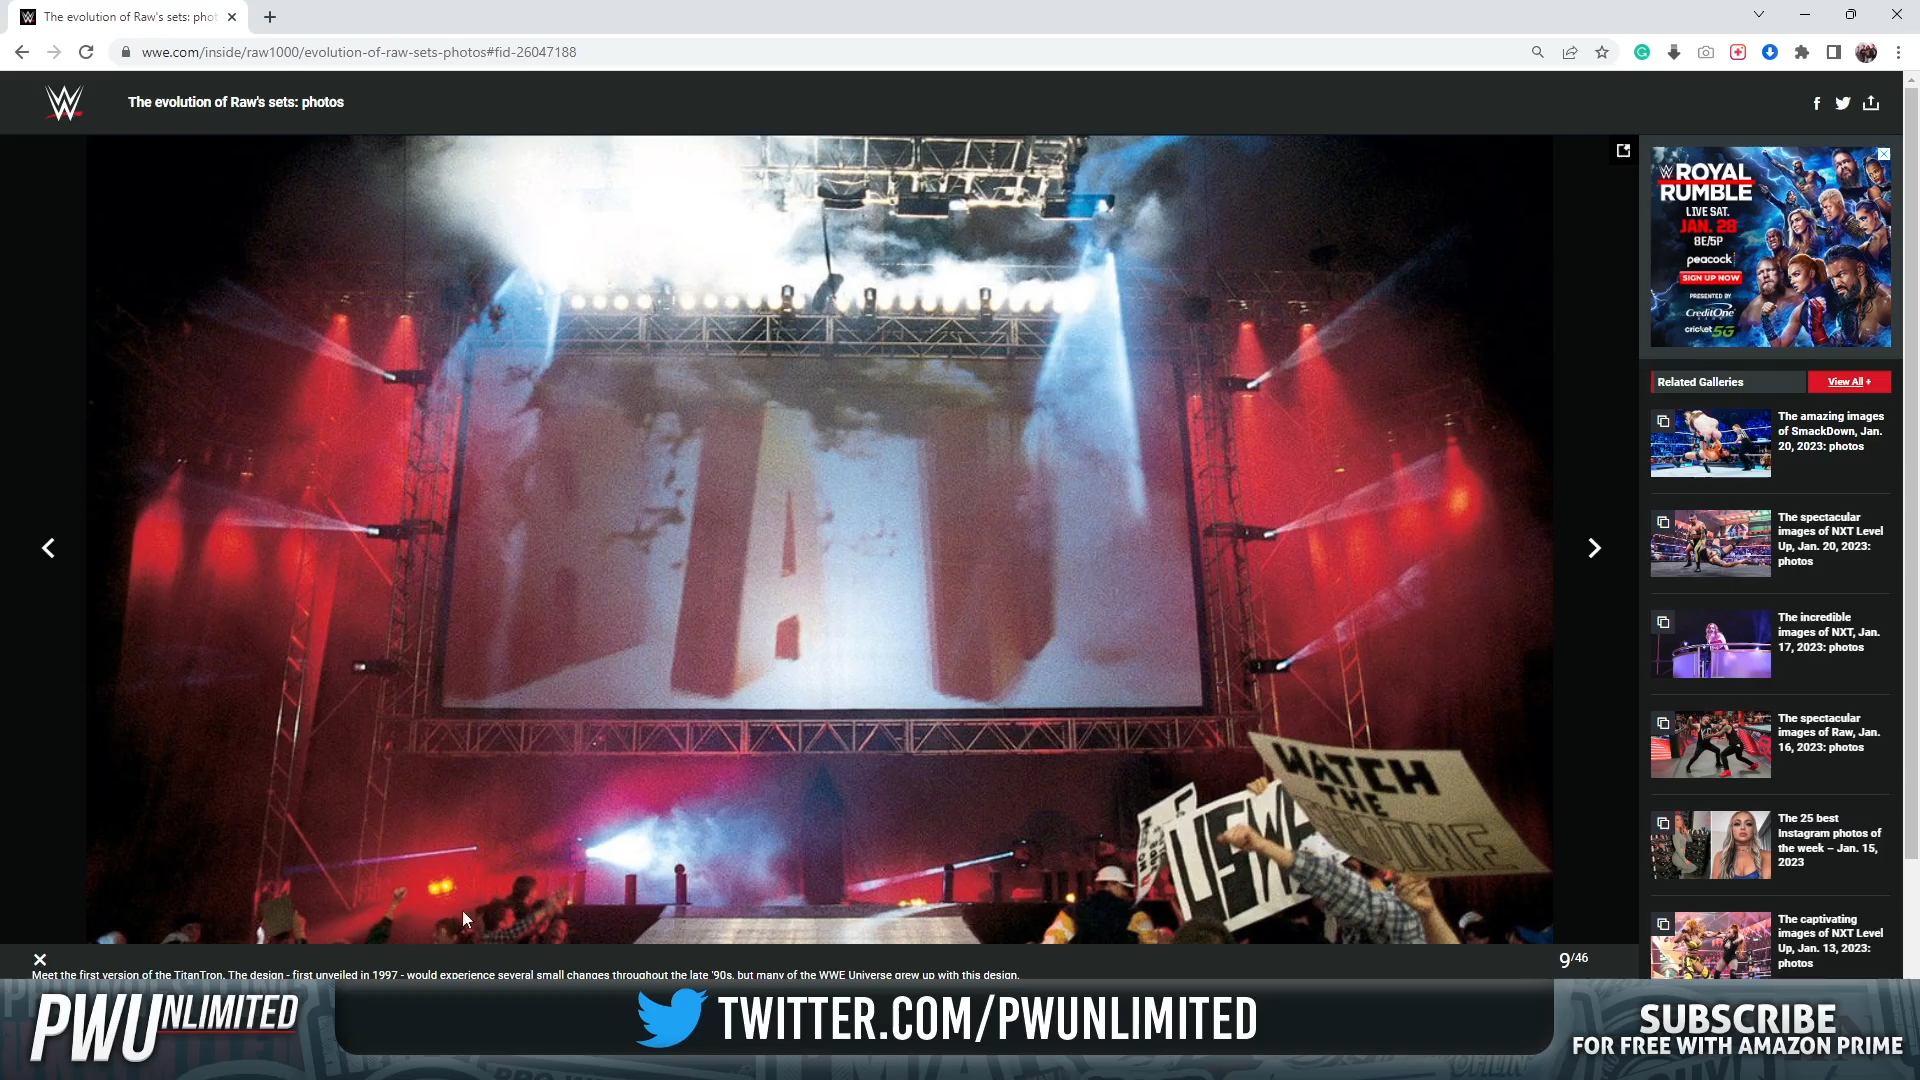 The evolution of Raw's sets: phot
wwe.com/inside/raw1000/evolution-of-raw-sets-photos#fid-26047188
The evolution of Raw's sets: photos
ROYAL
RUMBLE
LIVE SAT.
JAN. 28
8E/5P
peacock
SIGN UP NOW
PRESENTED BY
CreditOne
cricket 5G
Related Galleries
View All +
The amazing images
of SmackDown, Jan.
20, 2023: photos
The spectacular
images of NXT Level
Up, Jan. 20, 2023:
photos
The incredible
images of NXT, Jan.
17, 2023: photos
The spectacular
images of Raw, Jan.
16, 2023: photos
The 25 best
Instagram photos of
the week – Jan. 15,
2023
The captivating
images of NXT Level
Up, Jan. 13, 2023:
photos
RAW
WATCH
THE
9/46
Meet the first version of the TitanTron. The design - first unveiled in 1997 - would experience several small changes throughout the late '90s, but many of the WWE Universe grew up with this design.
PWUNLIMITED
TWITTER.COM/PWUNLIMITED
SUBSCRIBE
FOR FREE WITH AMAZON PRIME